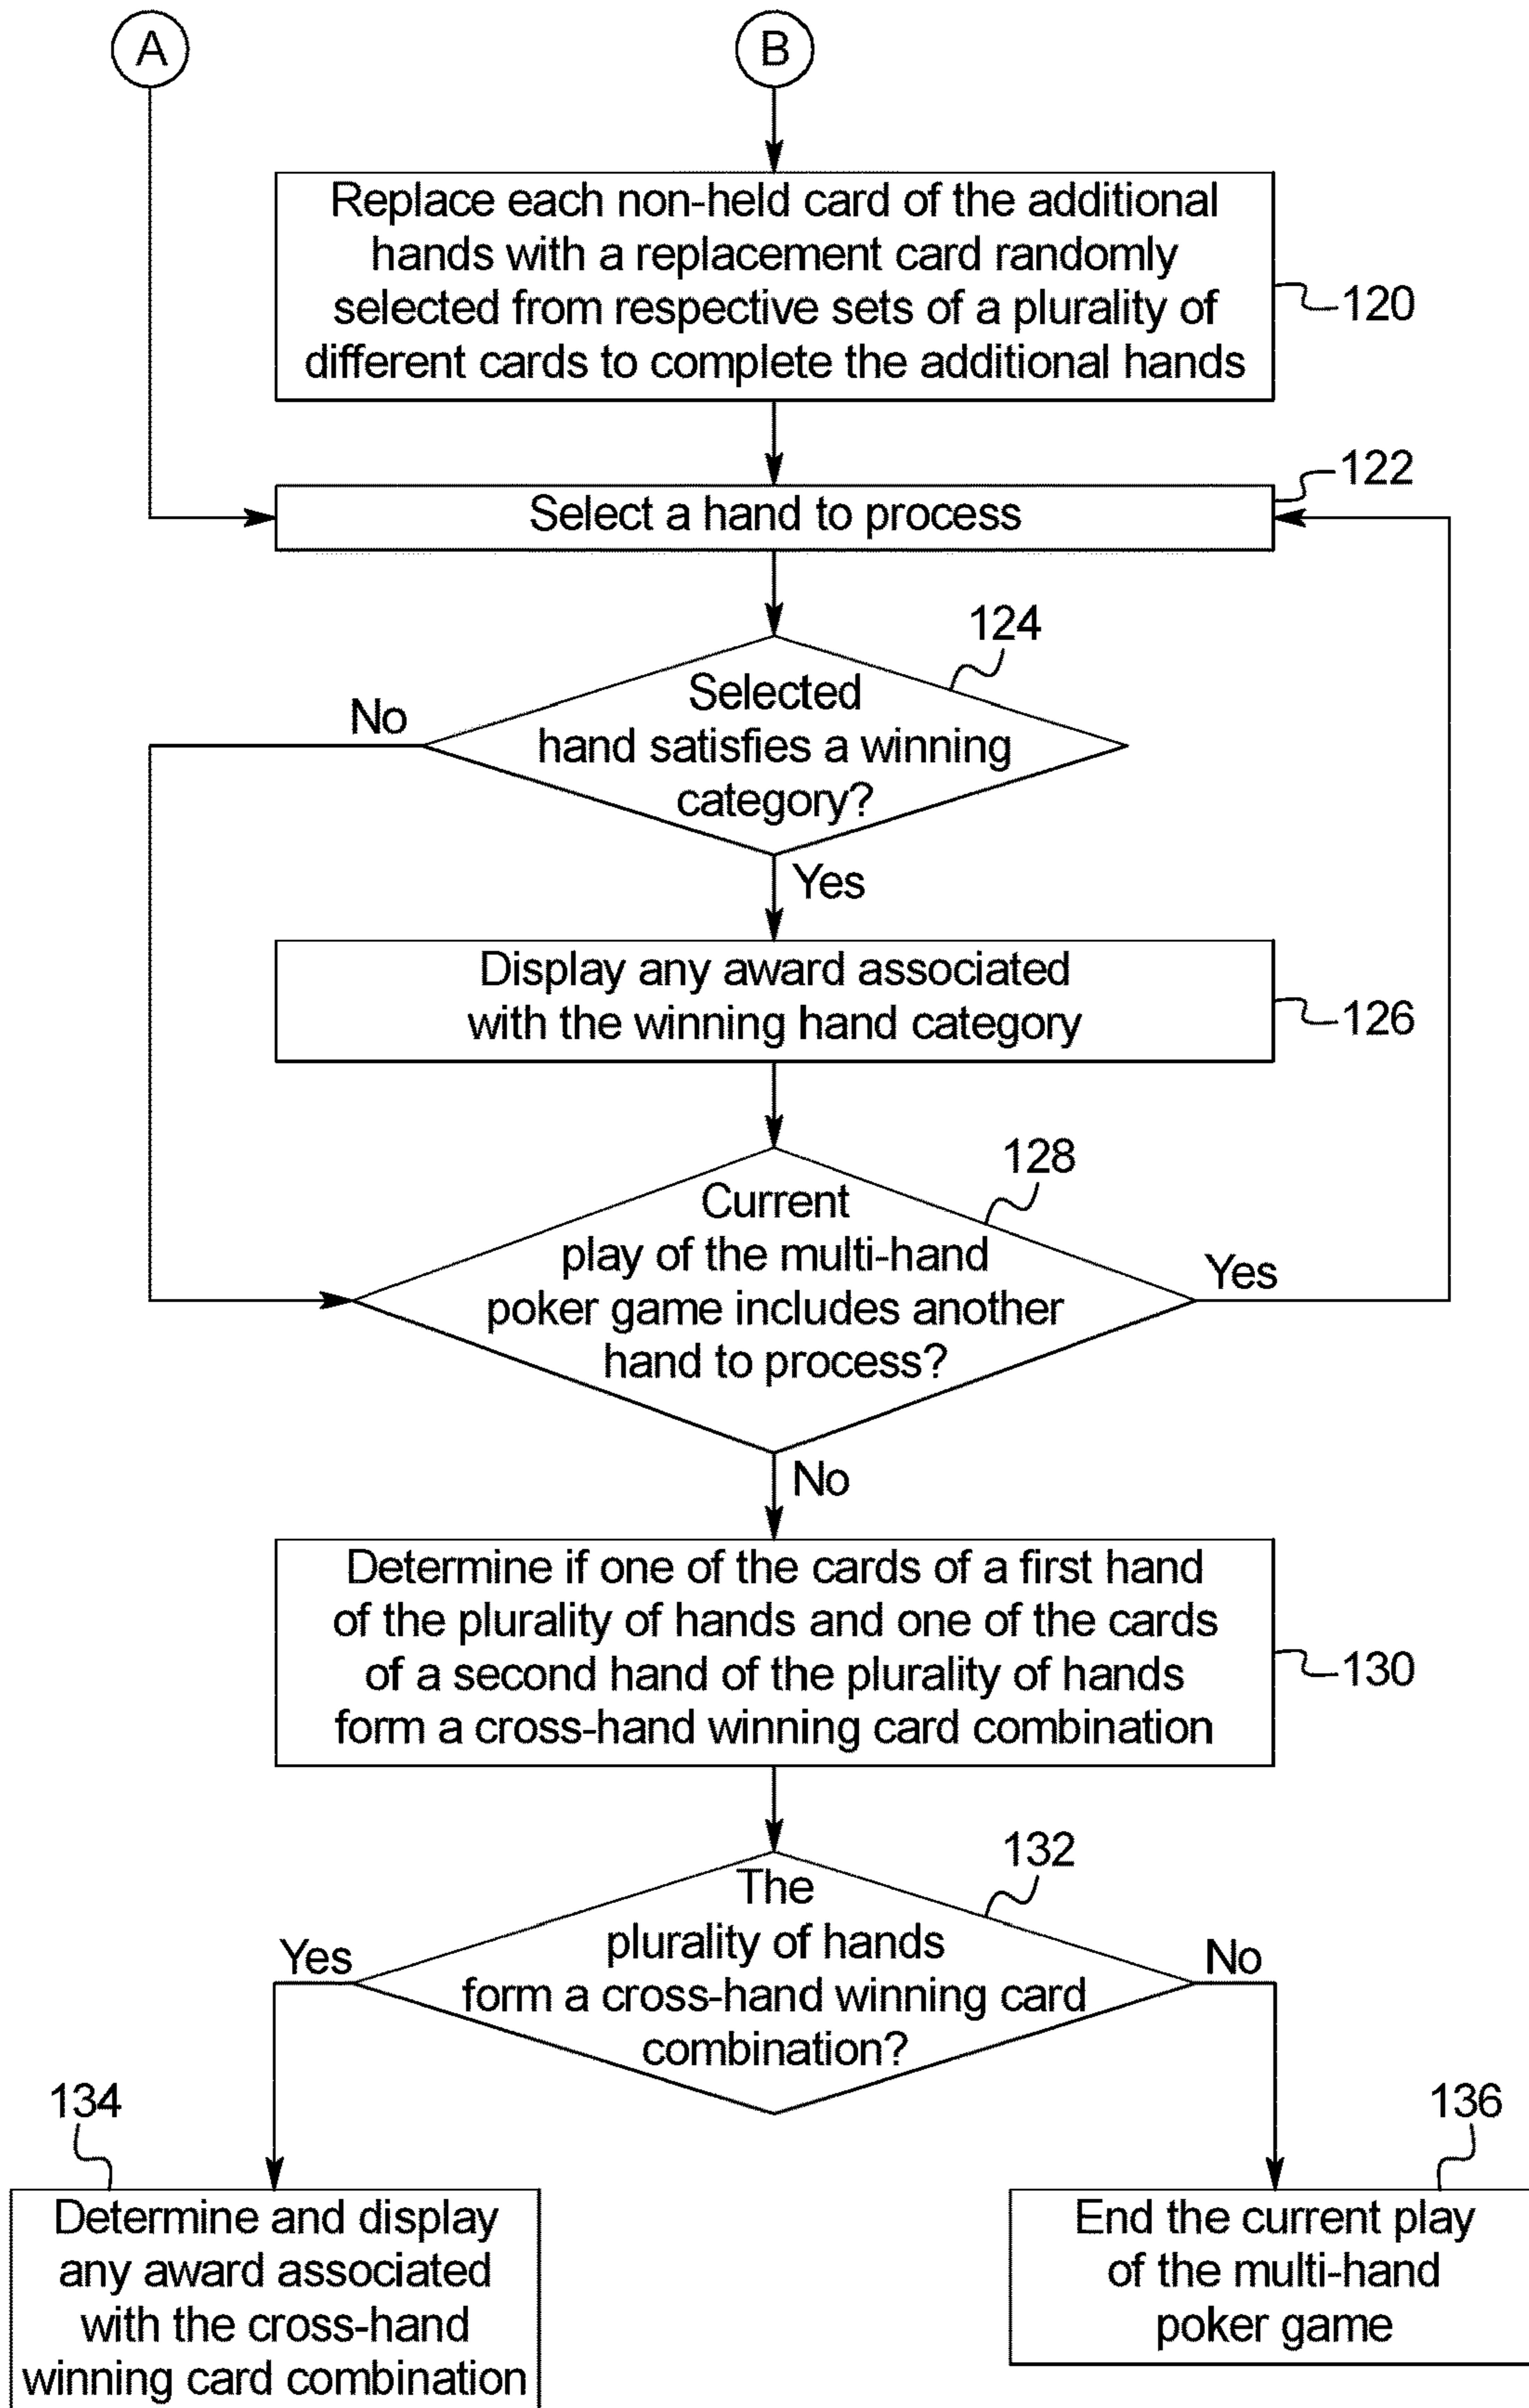 A
B
Replace each non-held card of the additional
hands with a replacement card randomly
selected from respective sets of a plurality of
different cards to complete the additional hands
120
122
Select a hand to process
124
No
Selected
hand satisfies a winning
category?
Yes
Display any award associated
with the winning hand category
126
128
Current
play of the multi-hand
poker game includes another
hand to process?
Yes
No
Determine if one of the cards of a first hand
of the plurality of hands and one of the cards
of a second hand of the plurality of hands
form a cross-hand winning card combination
130
132
The
plurality of hands
form a cross-hand winning card
combination?
Yes
No
134
136
Determine and display
any award associated
with the cross-hand
winning card combination
End the current play
of the multi-hand
poker game